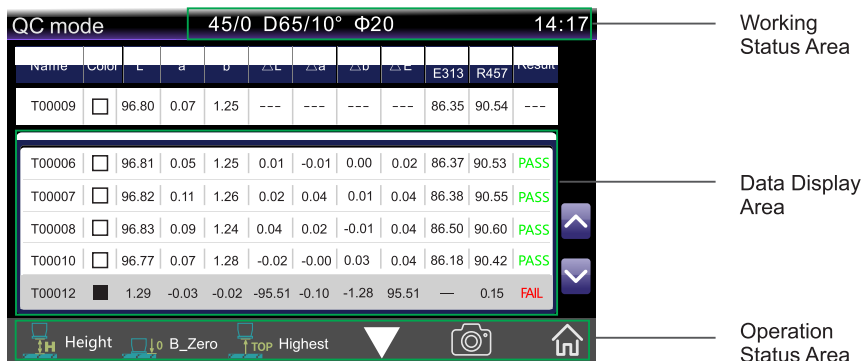 QC mode 45/0 D65/10° Φ20 14:17
Working
Status Area
Name Color L a b △L △a △b △E E313 R457 Result
T00009 96.80 0.07 1.25 --- --- --- --- 86.35 90.54 ---
T00006 96.81 0.05 1.25 0.01 -0.01 0.00 0.02 86.37 90.53 PASS
T00007 96.82 0.11 1.26 0.02 0.04 0.01 0.04 86.38 90.55 PASS
T00008 96.83 0.09 1.24 0.04 0.02 -0.01 0.04 86.50 90.60 PASS
T00010 96.77 0.07 1.28 -0.02 -0.00 0.03 0.04 86.18 90.42 PASS
T00012 1.29 -0.03 -0.02 -95.51 -0.10 -1.28 95.51 — 0.15 FAIL
Data Display
Area
H Height 0 B_Zero TOP Highest
Operation
Status Area